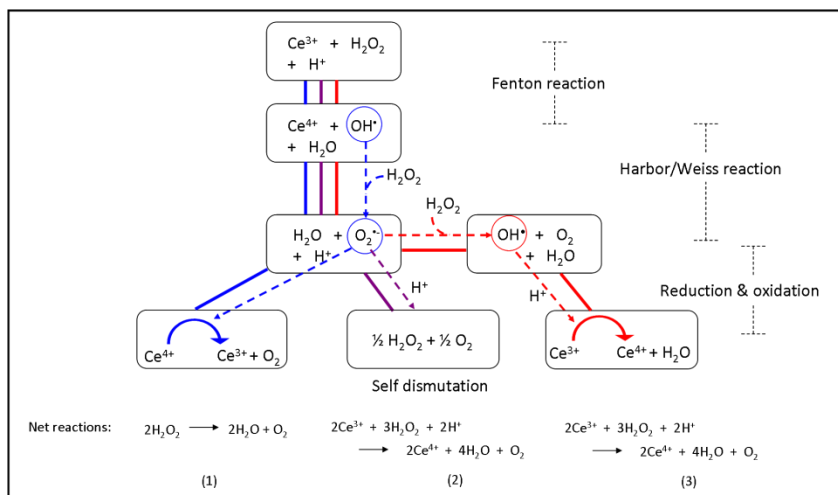 Ce³⁺ + H₂O₂
+ H⁺
Fenton reaction
Ce⁴⁺ + OH•
+ H₂O
H₂O₂
Harbor/Weiss reaction
H₂O₂
H₂O + O₂•⁻
+ H⁺
OH• + O₂
+ H₂O
H⁺
H⁺
Reduction & oxidation
Ce⁴⁺ Ce³⁺ + O₂
½ H₂O₂ + ½ O₂
Ce³⁺ Ce⁴⁺ + H₂O
Self dismutation
Net reactions:
2H₂O₂ → 2H₂O + O₂
(1)
2Ce³⁺ + 3H₂O₂ + 2H⁺
→ 2Ce⁴⁺ + 4H₂O + O₂
(2)
2Ce³⁺ + 3H₂O₂ + 2H⁺
→ 2Ce⁴⁺ + 4H₂O + O₂
(3)